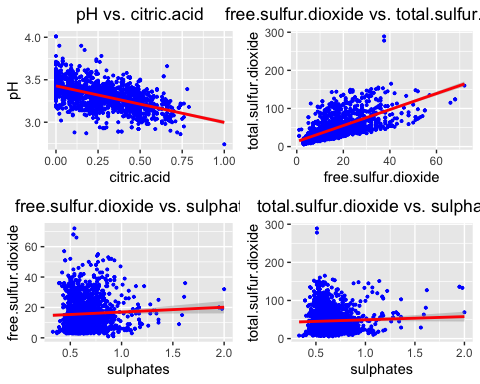 pH vs. citric.acid
pH
4.0
3.5
3.0
0.00 0.25 0.50 0.75 1.00
citric.acid
free.sulfur.dioxide vs. total.sulfur.
total.sulfur.dioxide
300
200
100
0
0 20 40 60
free.sulfur.dioxide
free.sulfur.dioxide vs. sulphat
free.sulfur.dioxide
60
40
20
0
0.5 1.0 1.5 2.0
sulphates
total.sulfur.dioxide vs. sulpha
total.sulfur.dioxide
300
200
100
0
0.5 1.0 1.5 2.0
sulphates